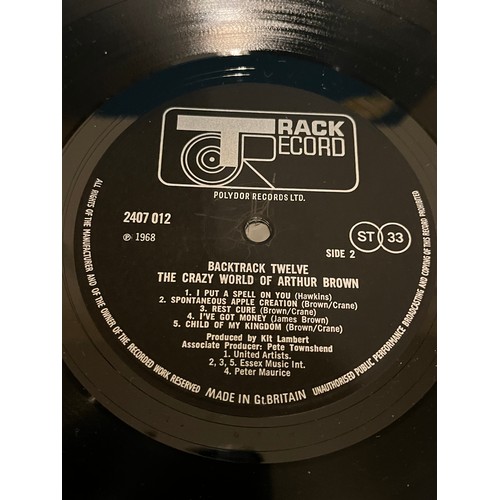 TRACK
RECORD
POLYDOR RECORDS LTD.
2407 012
℗ 1968
SIDE 2
ST 33
BACKTRACK TWELVE
THE CRAZY WORLD OF ARTHUR BROWN
1. I PUT A SPELL ON YOU (Hawkins)
2. SPONTANEOUS APPLE CREATION (Brown/Crane)
3. REST CURE (Brown/Crane)
4. I'VE GOT MONEY (James Brown)
5. CHILD OF MY KINGDOM (Brown/Crane)
Produced by Kit Lambert
Associate Producer: Pete Townshend
1. United Artists.
2, 3, 5. Essex Music Int.
4. Peter Maurice
ALL RIGHTS OF THE MANUFACTURER AND OF THE OWNER OF THE RECORDED WORK RESERVED
MADE IN Gt. BRITAIN
UNAUTHORISED PUBLIC PERFORMANCE BROADCASTING AND COPYING OF THIS RECORD PROHIBITED